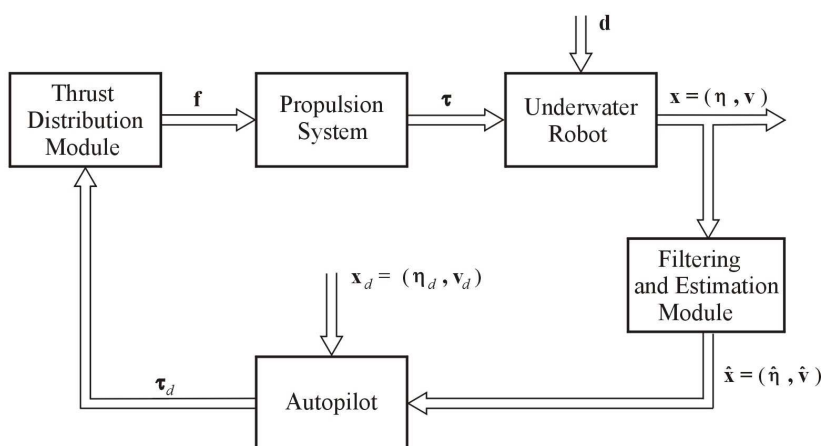 d
Thrust
Distribution
Module
f
Propulsion
System
τ
Underwater
Robot
x = (η , v)
Filtering
and Estimation
Module
x_d = (η_d , v_d)
x̂ = (η̂ , v̂)
τ_d
Autopilot